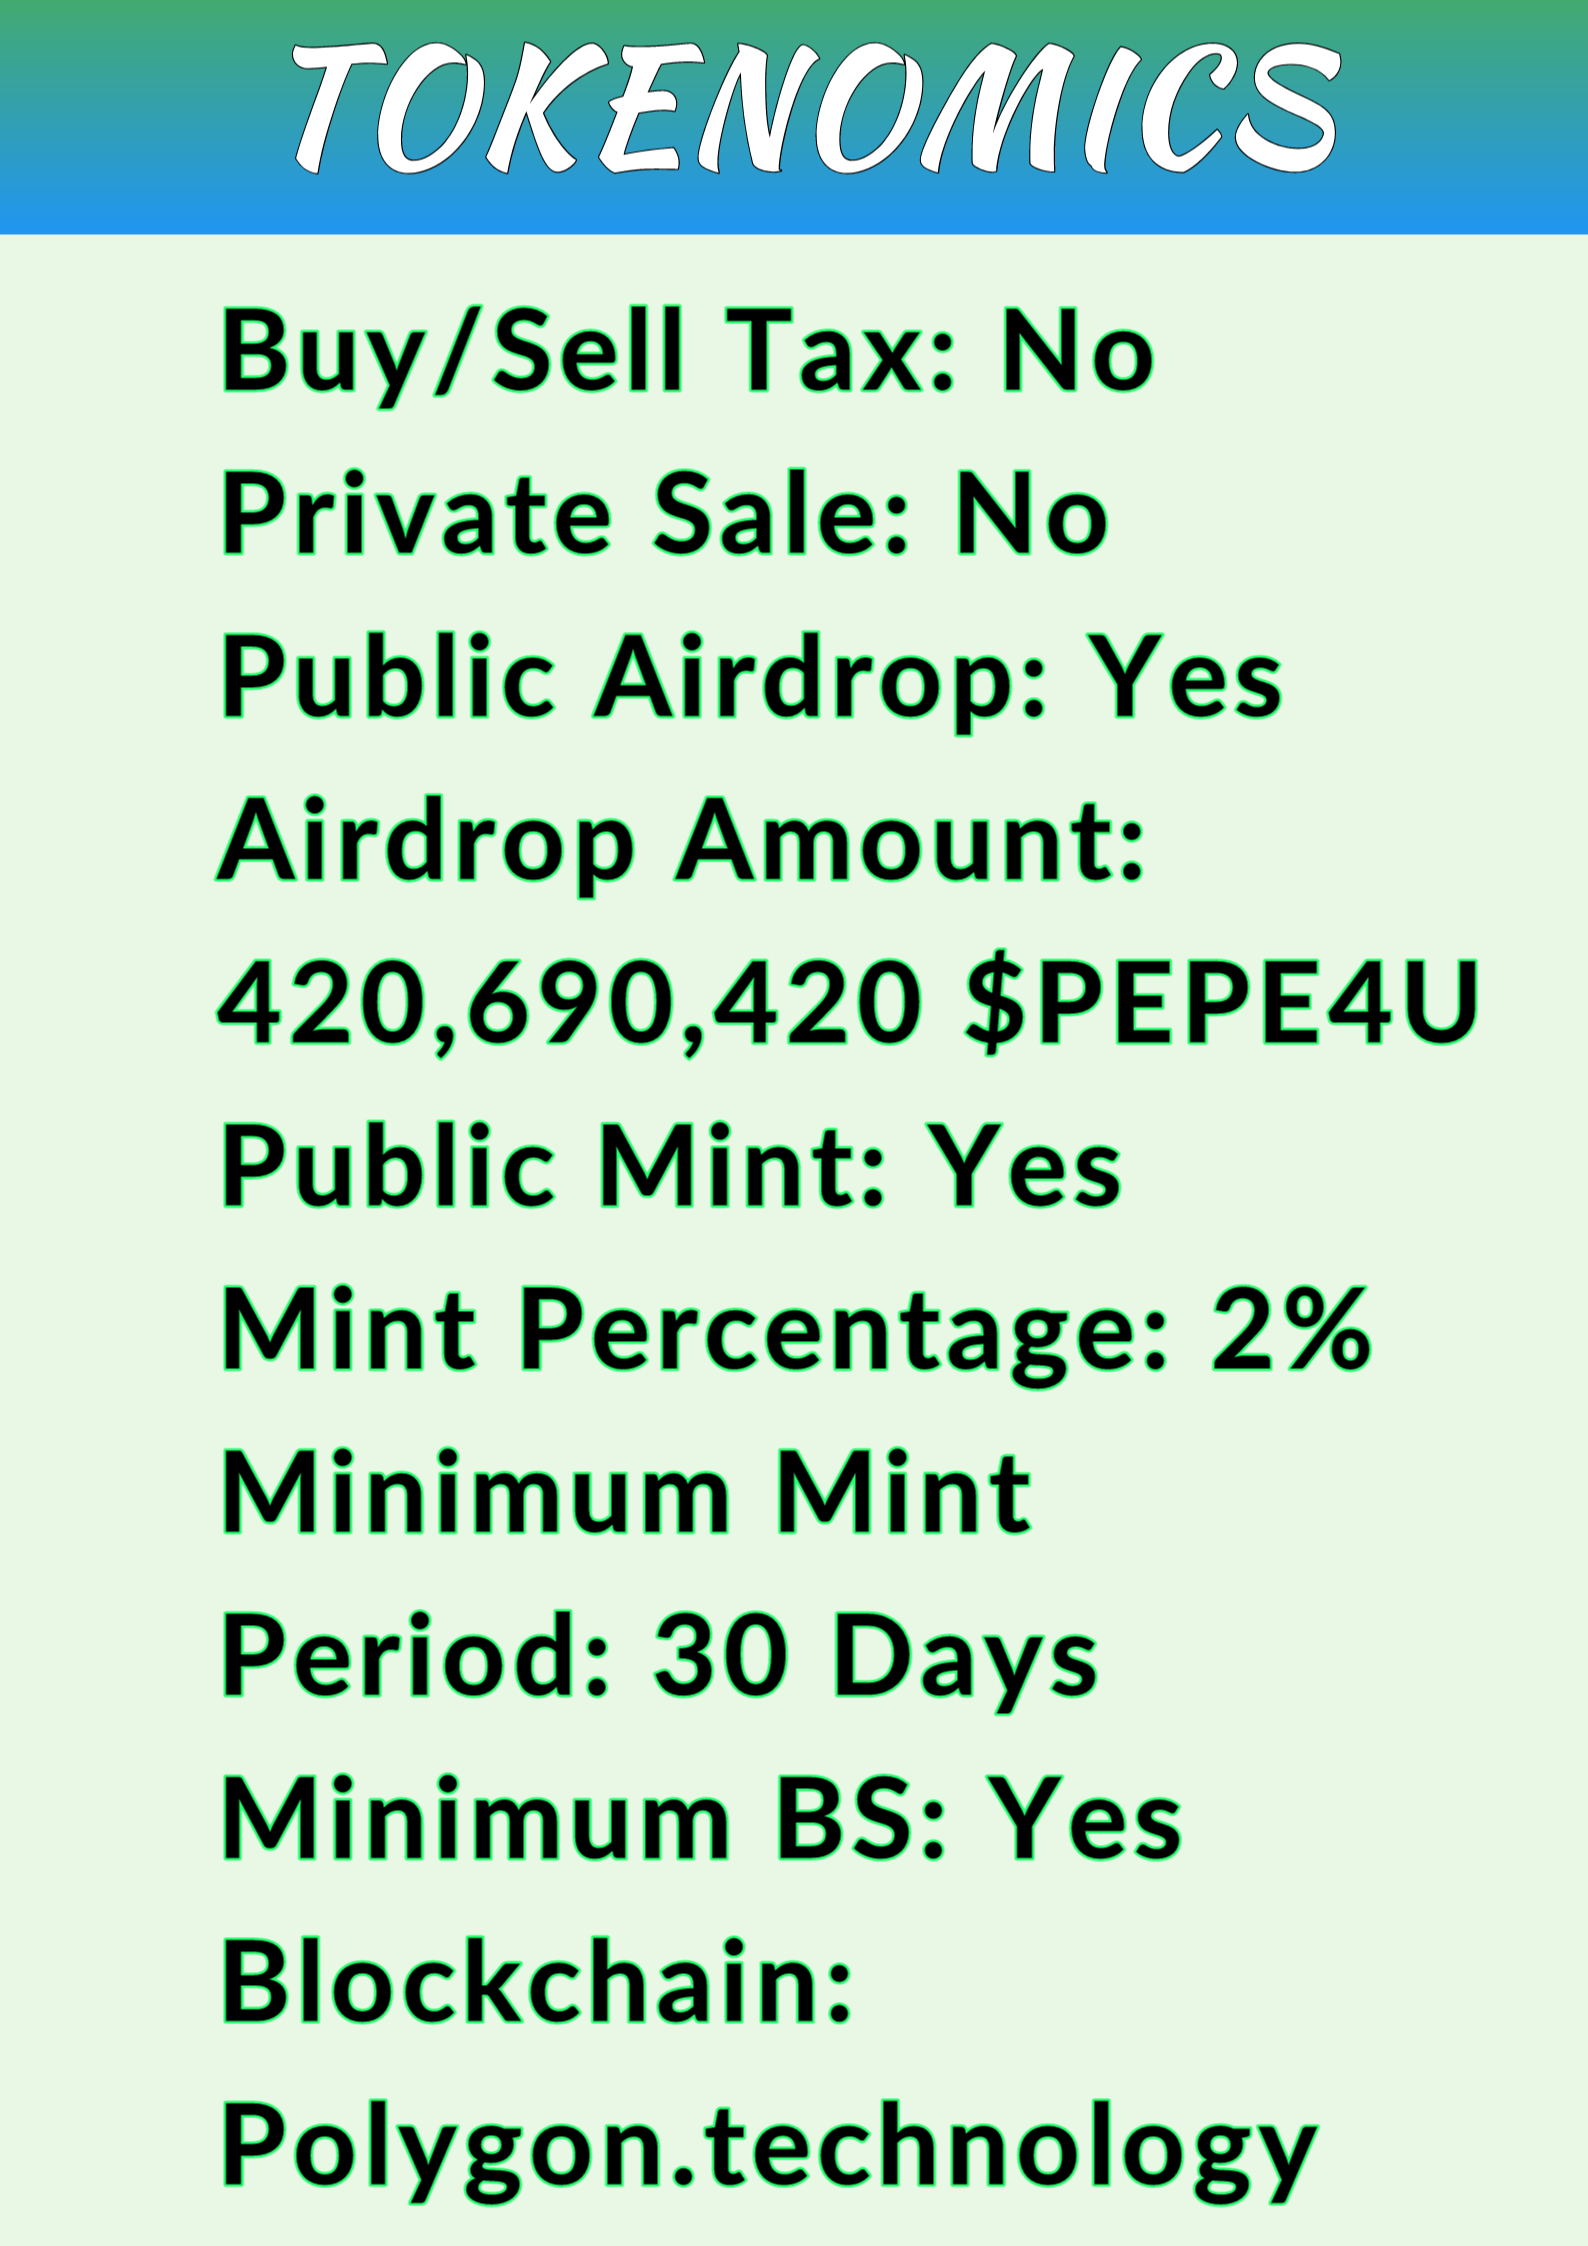 TOKENOMICS
Buy/Sell Tax: No
Private Sale: No
Public Airdrop: Yes
Airdrop Amount:
420,690,420 $PEPE4U
Public Mint: Yes
Mint Percentage: 2%
Minimum Mint
Period: 30 Days
Minimum BS: Yes
Blockchain:
Polygon.technology